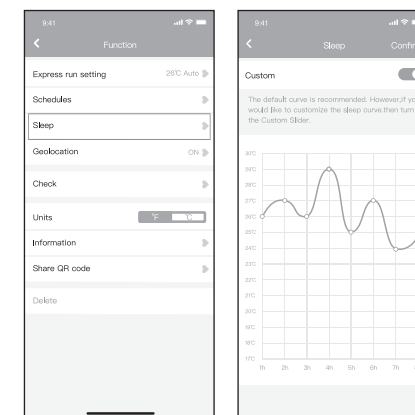 9:41
Function
Express run setting
26℃ Auto
Schedules
Sleep
Geolocation
ON
Check
Units
℉
℃
Information
Share QR code
Delete
9:41
Sleep
Confir
Custom
The default curve is recommended. However,if yo
would like to customize the sleep curve.then turn
the Custom Slider.
30℃
29℃
28℃
27℃
26℃
25℃
24℃
23℃
22℃
21℃
20℃
19℃
18℃
17℃
1h 2h 3h 4h 5h 6h 7h